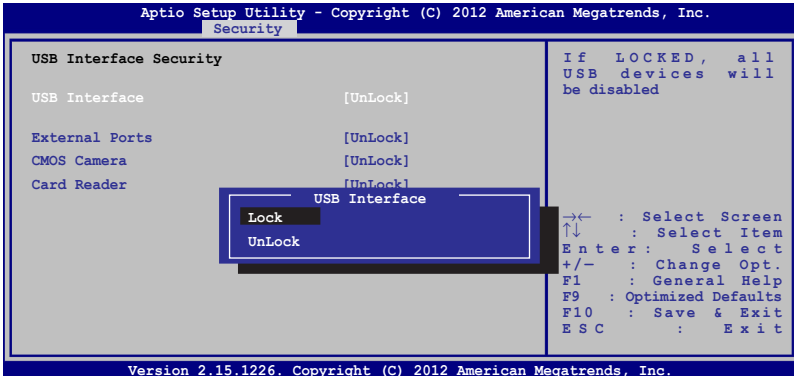 Aptio Setup Utility - Copyright (C) 2012 American Megatrends, Inc.
Security
USB Interface Security
USB Interface [UnLock]
External Ports [UnLock]
CMOS Camera [UnLock]
Card Reader [UnLock]
USB Interface
Lock
UnLock
If LOCKED, all
USB devices will
be disabled
→← : Select Screen
↑↓ : Select Item
Enter: Select
+/— : Change Opt.
F1 : General Help
F9 : Optimized Defaults
F10 : Save & Exit
ESC : Exit
Version 2.15.1226. Copyright (C) 2012 American Megatrends, Inc.